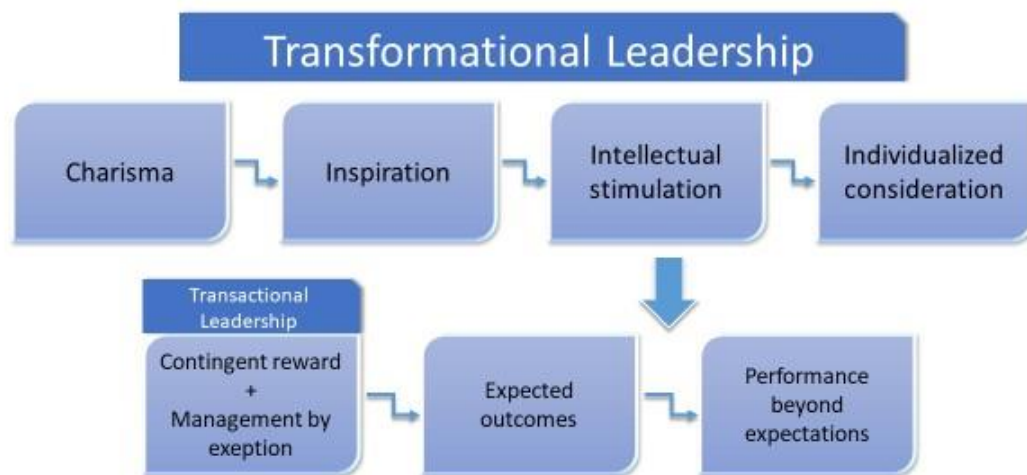 Transformational Leadership
Charisma
Inspiration
Intellectual
stimulation
Individualized
consideration
Transactional
Leadership
Contingent reward
+
Management by
exeption
Expected
outcomes
Performance
beyond
expectations